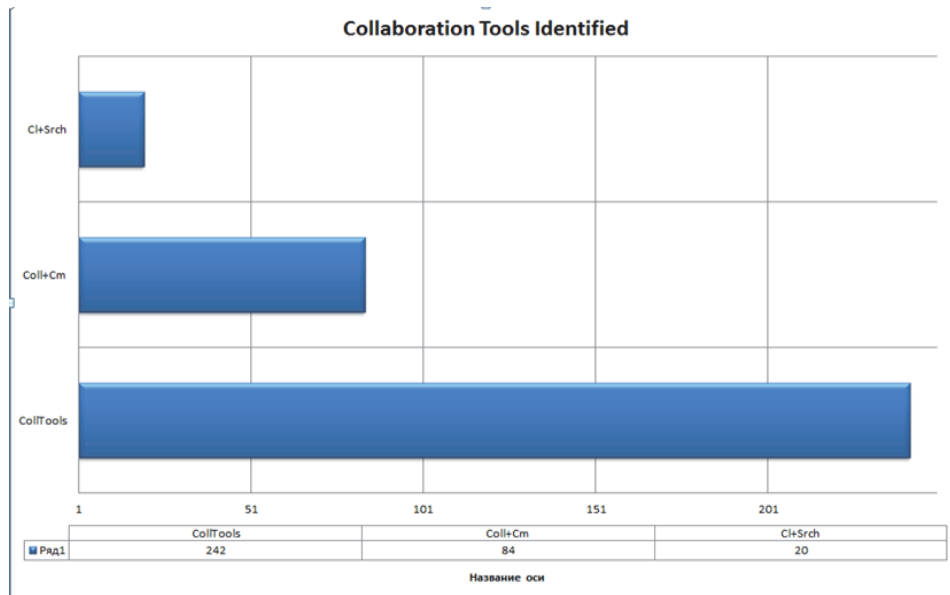 Collaboration Tools Identified
Cl+Srch
Coll+Cm
CollTools
1 51 101 151 201
CollTools Coll+Cm Cl+Srch
Ряд1 242 84 20
Название оси